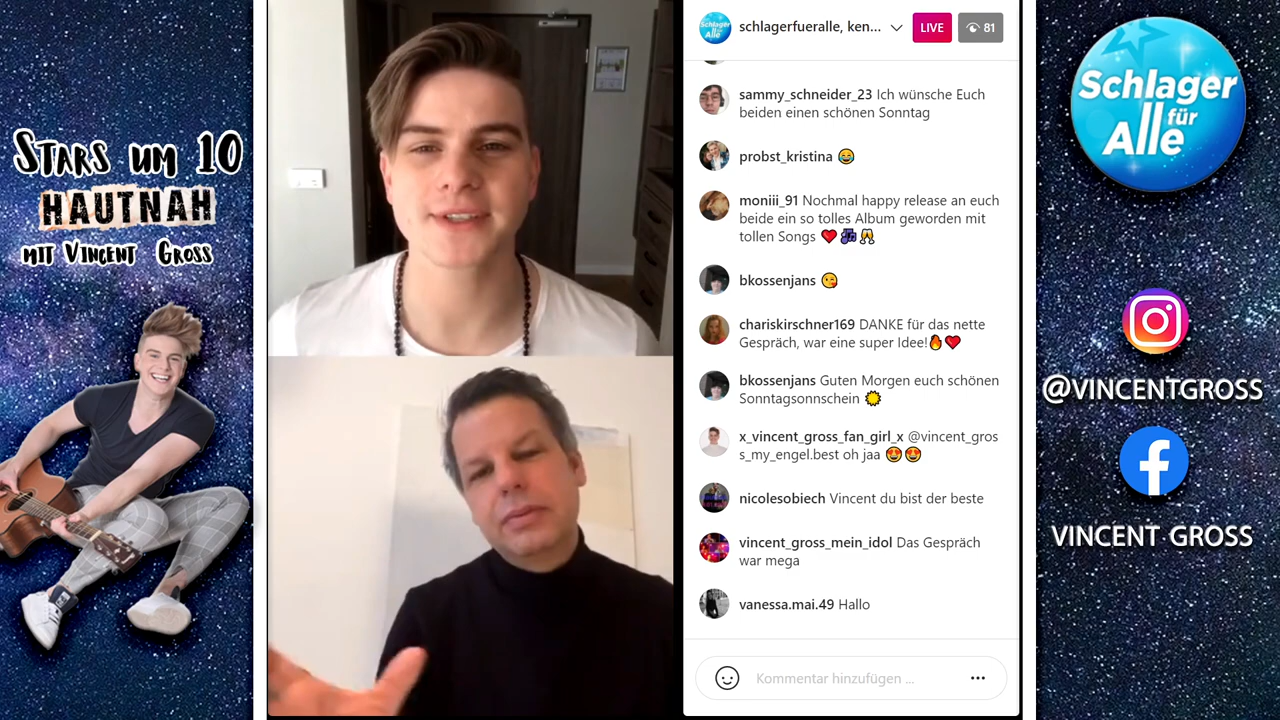 STARS UM 10
HAUTNAH
MIT VINCENT GROSS
schlagerfueralle, ken...
LIVE
81
sammy_schneider_23 Ich wünsche Euch
beiden einen schönen Sonntag
probst_kristina 😂
moniii_91 Nochmal happy release an euch
beide ein so tolles Album geworden mit
tollen Songs ❤️🎶🥂
bkossenjans 😘
chariskirschner169 DANKE für das nette
Gespräch, war eine super Idee!🔥❤️
bkossenjans Guten Morgen euch schönen
Sonntagsonnschein ☀️
x_vincent_gross_fan_girl_x @vincent_gros
s_my_engel.best oh jaa 😍😍
nicolesobiech Vincent du bist der beste
vincent_gross_mein_idol Das Gespräch
war mega
vanessa.mai.49 Hallo
Kommentar hinzufügen ...
Schlager
für
Alle
@VINCENTGROSS
VINCENT GROSS